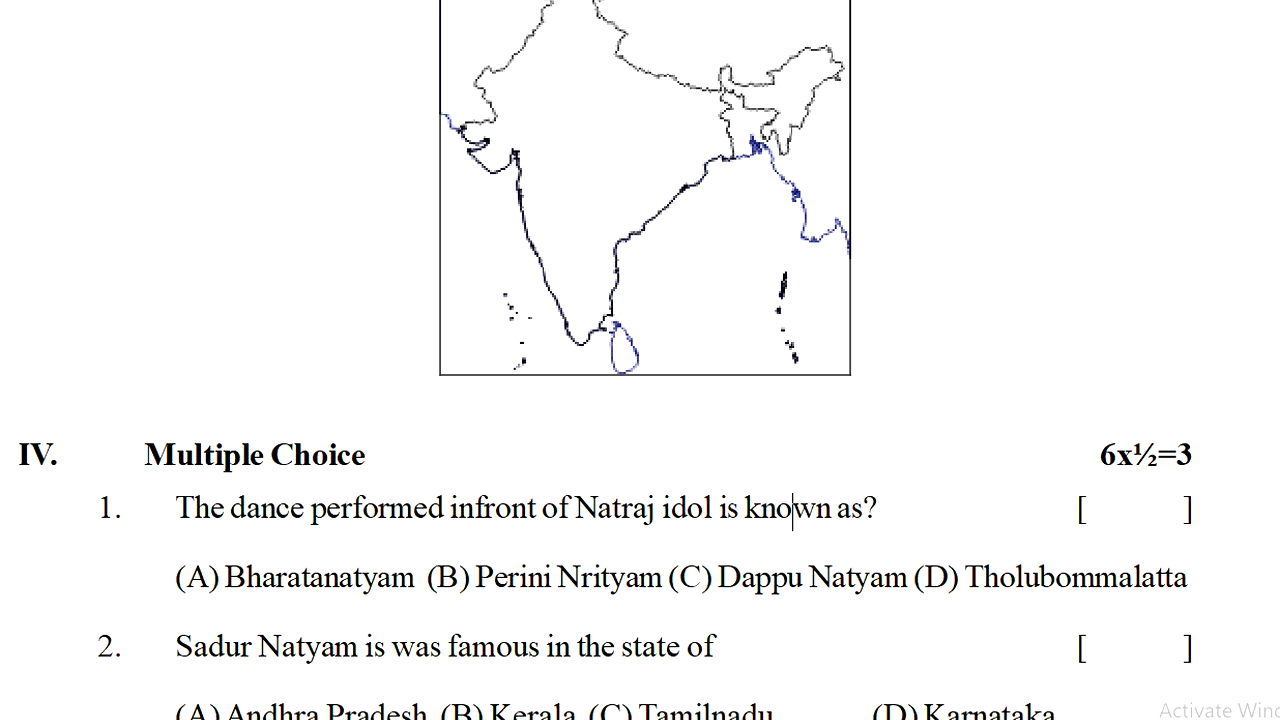 IV. Multiple Choice 6x½=3
1. The dance performed infront of Natraj idol is known as? [ ]
(A) Bharatanatyam (B) Perini Nrityam (C) Dappu Natyam (D) Tholubommalatta
2. Sadur Natyam is was famous in the state of [ ]
(A) Andhra Pradesh (B) Kerala (C) Tamilnadu (D) Karnataka
Activate Wind